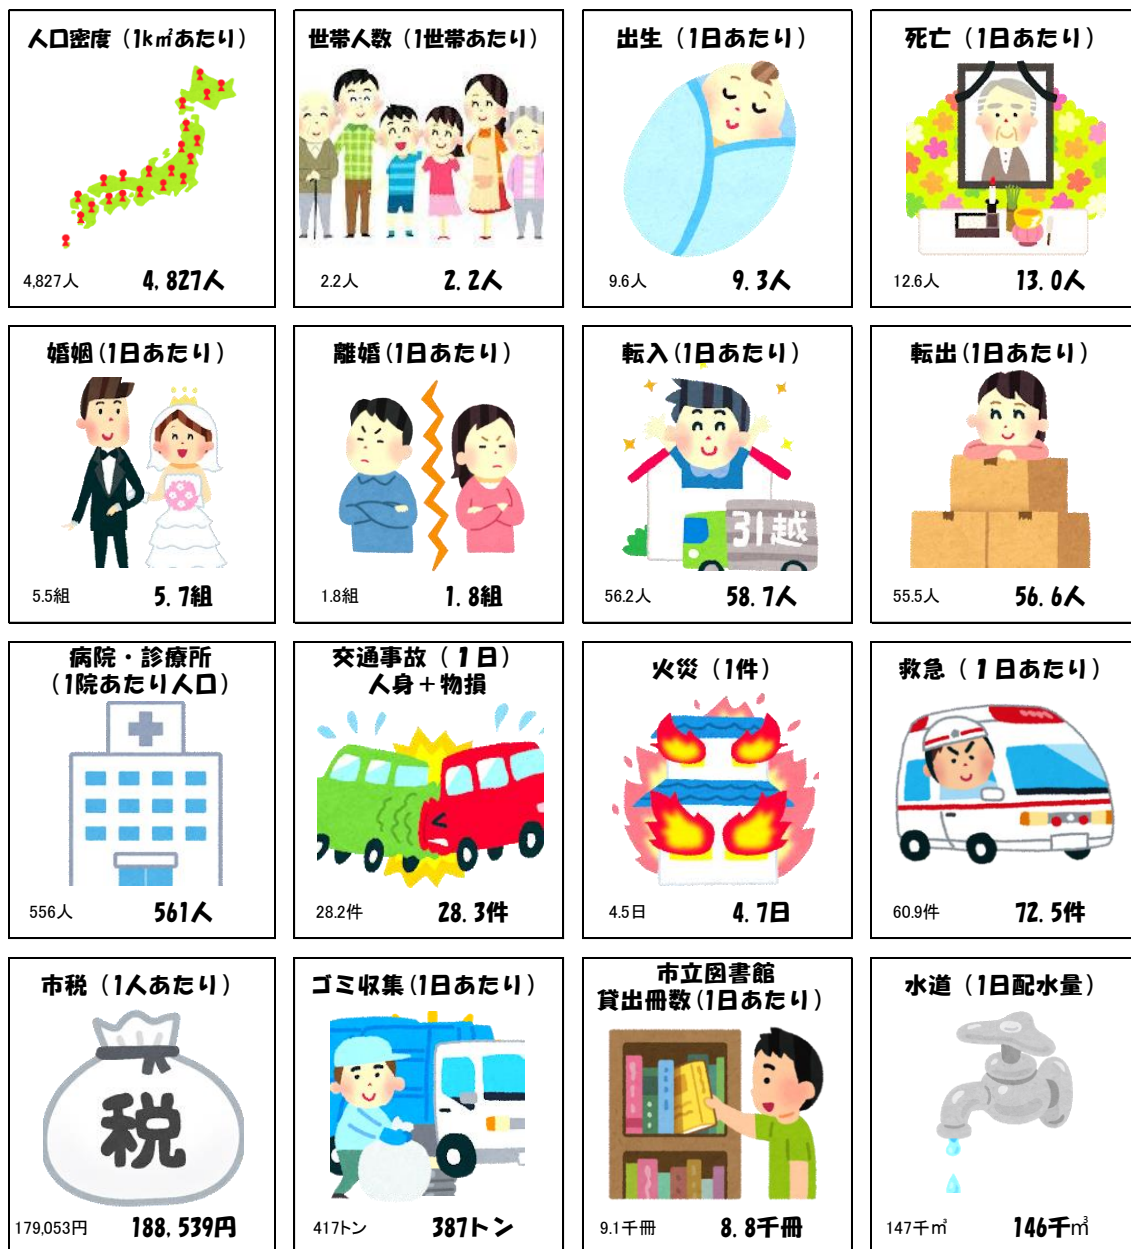 人口密度（1k㎡あたり）
4,827人 4,827人
世帯人数（1世帯あたり）
2.2人 2.2人
出生（1日あたり）
9.6人 9.3人
死亡（1日あたり）
12.6人 13.0人
婚姻（1日あたり）
5.5組 5.7組
離婚（1日あたり）
1.8組 1.8組
転入（1日あたり）
引越
56.2人 58.7人
転出（1日あたり）
55.5人 56.6人
病院・診療所
（1院あたり人口）
556人 561人
交通事故（1日）
人身＋物損
28.2件 28.3件
火災（1件）
4.5日 4.7日
救急（1日あたり）
60.9件 72.5件
市税（1人あたり）
税
179,053円 188,539円
ゴミ収集（1日あたり）
417トン 387トン
市立図書館
貸出冊数（1日あたり）
9.1千冊 8.8千冊
水道（1日配水量）
147千㎥ 146千㎥